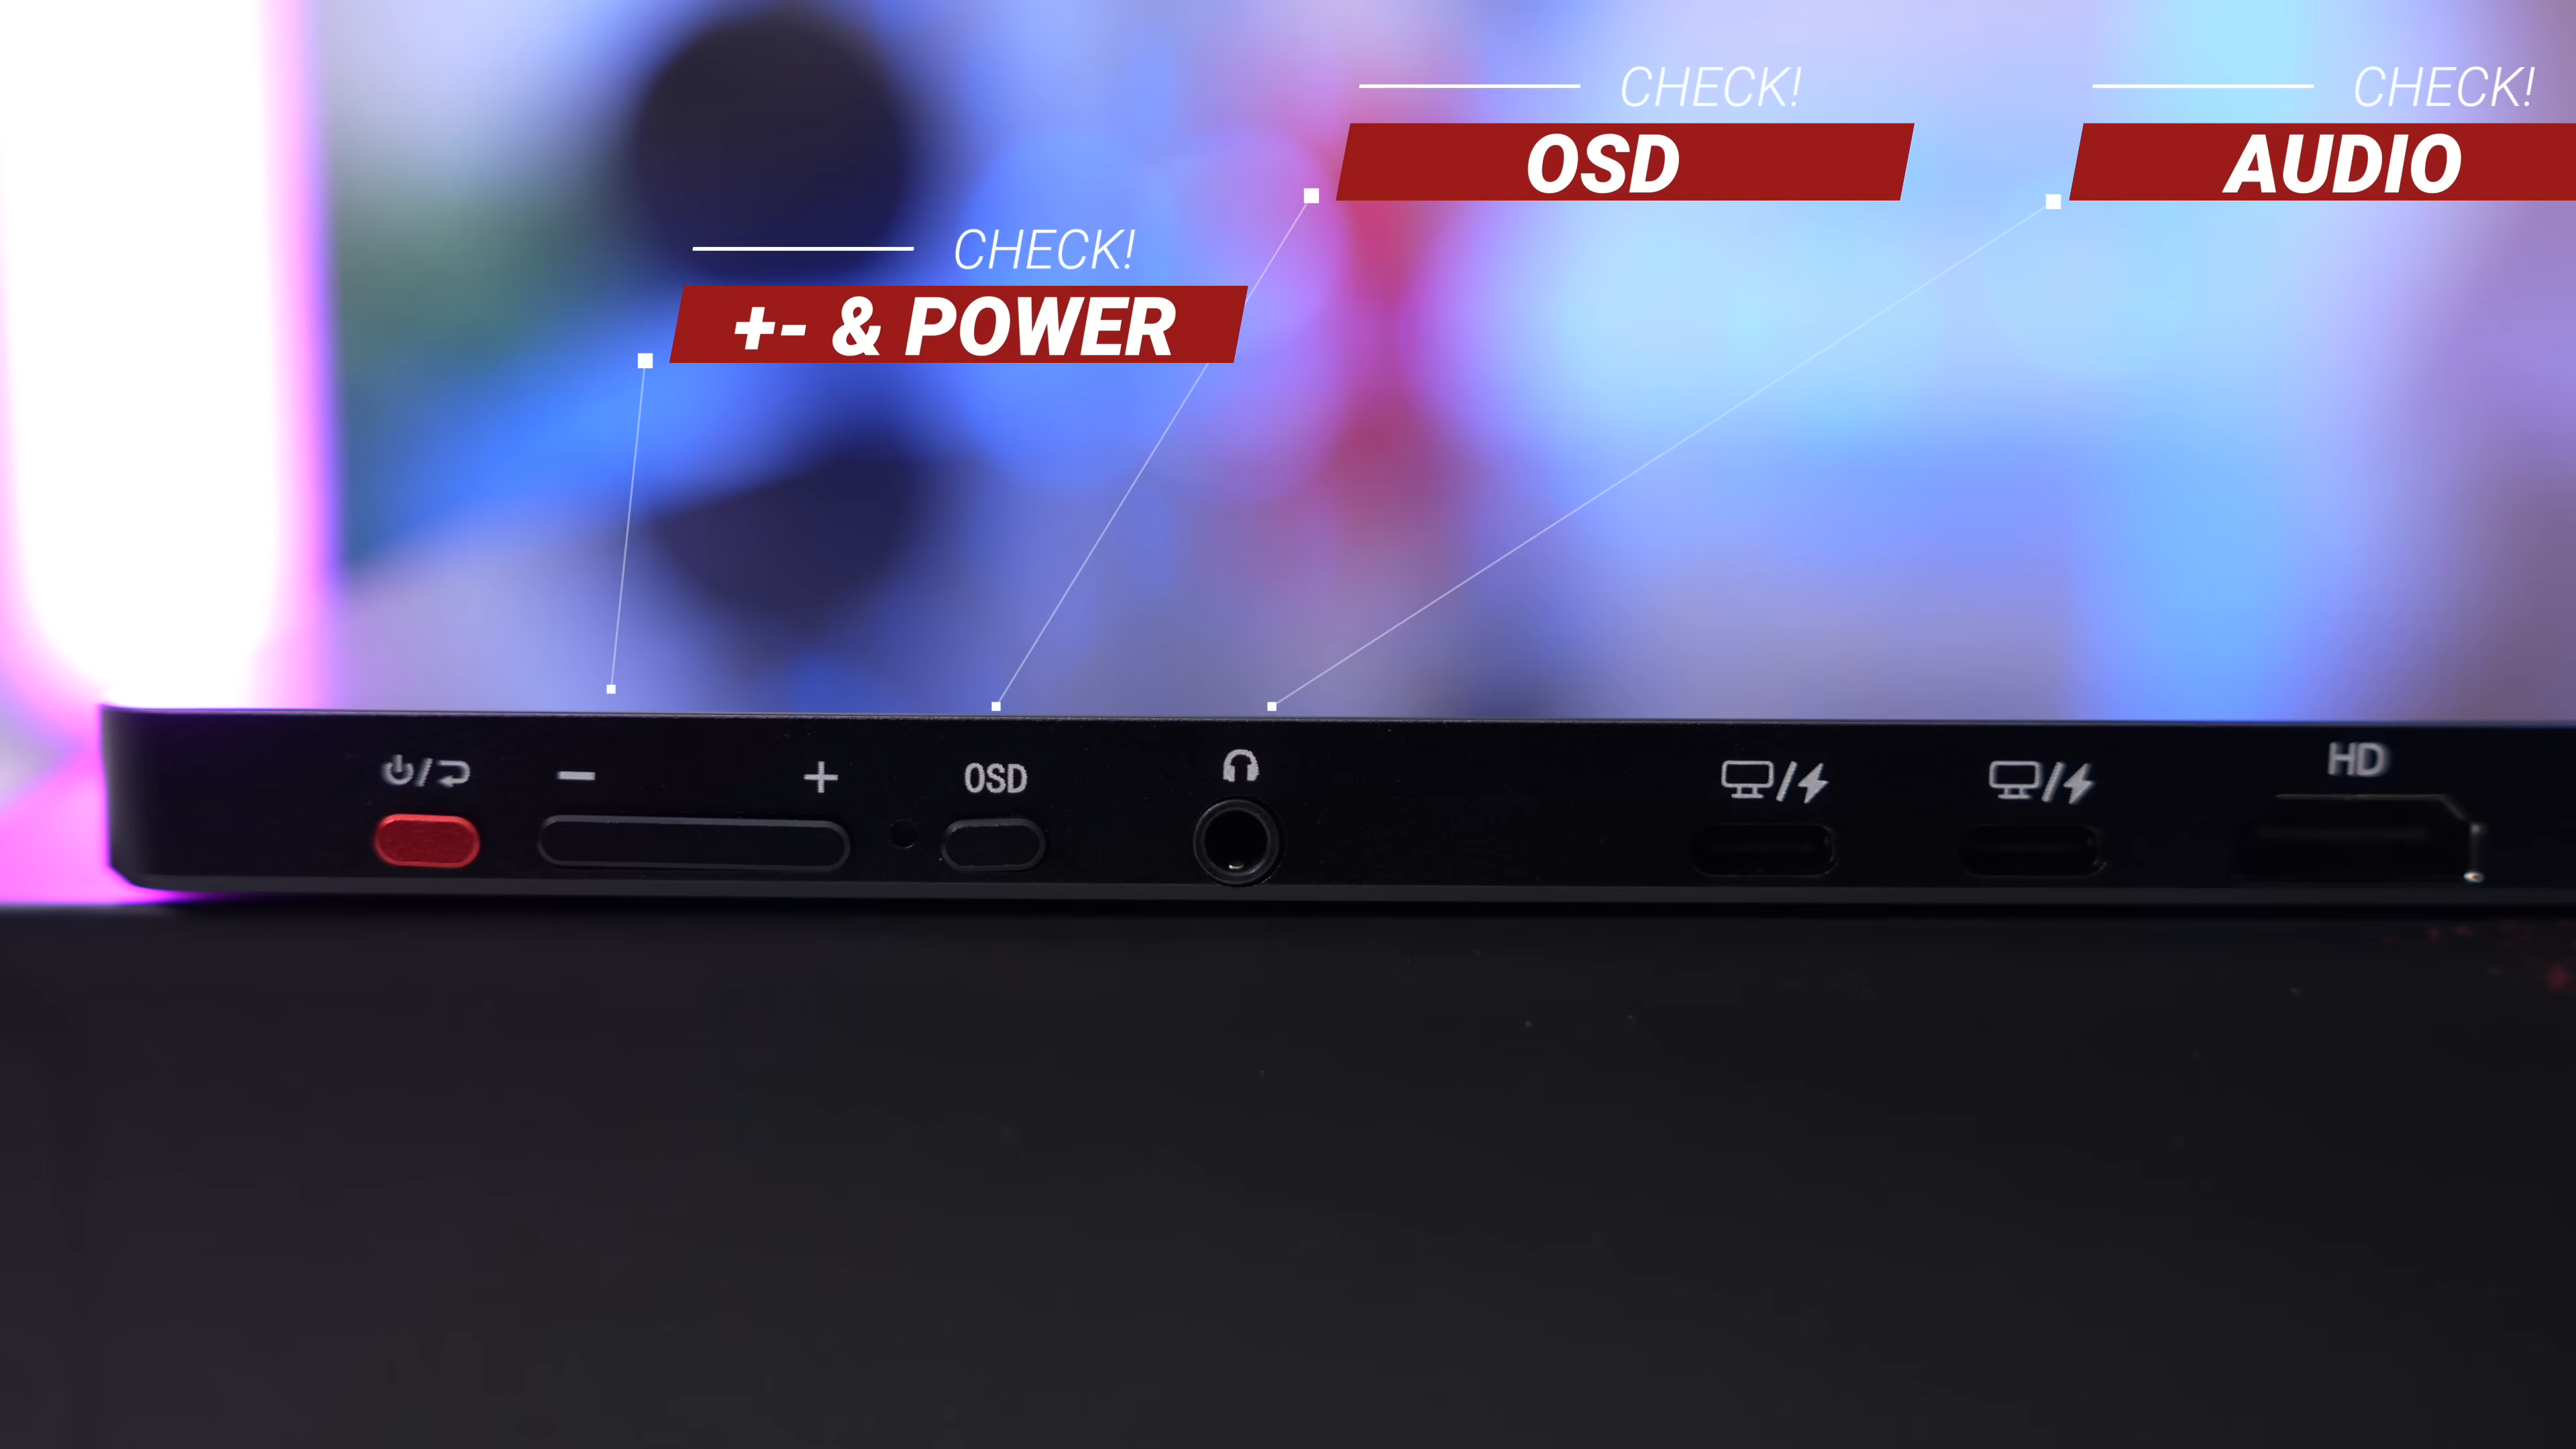 CHECK!
OSD
CHECK!
AUDIO
CHECK!
+- & POWER
- +
OSD
HD